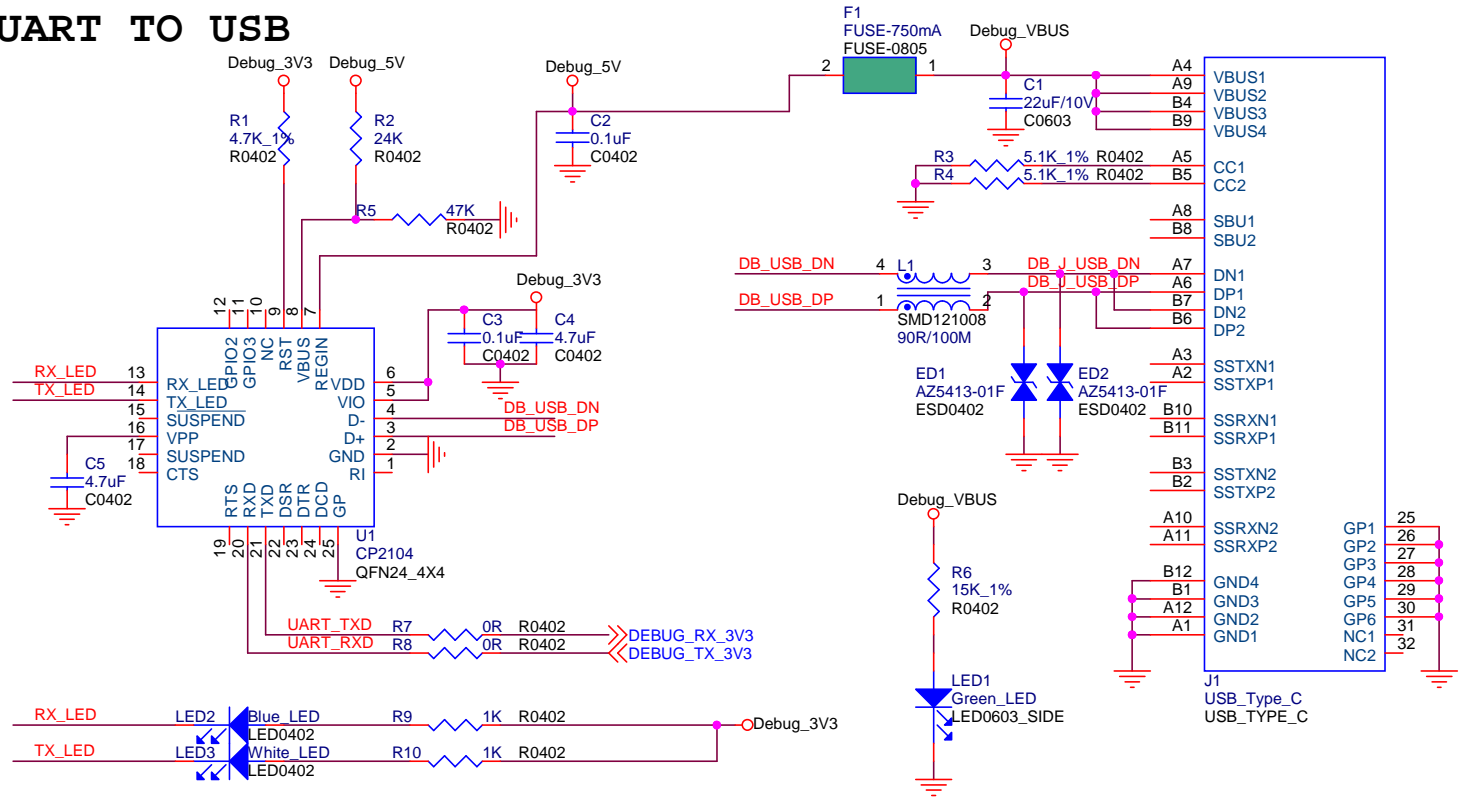 UART TO USB
Debug_3V3
Debug_5V
R1
4.7K_1%
R0402
R2
24K
R0402
R5
47K
R0402
Debug_5V
C2
0.1uF
C0402
F1
FUSE-750mA
FUSE-0805
2
1
Debug_VBUS
C1
22uF/10V
C0603
R3
5.1K_1%
R0402
R4
5.1K_1%
R0402
DB_USB_DN
4
L1
3
DB_J_USB_DN
DB_USB_DP
1
2
DB_J_USB_DP
SMD121008
90R/100M
ED1
AZ5413-01F
ESD0402
ED2
AZ5413-01F
ESD0402
A4 VBUS1
A9 VBUS2
B4 VBUS3
B9 VBUS4
A5 CC1
B5 CC2
A8 SBU1
B8 SBU2
A7 DN1
A6 DP1
B7 DN2
B6 DP2
A3 SSTXN1
A2 SSTXP1
B10 SSRXN1
B11 SSRXP1
B3 SSTXN2
B2 SSTXP2
A10 SSRXN2
A11 SSRXP2
B12 GND4
B1 GND3
A12 GND2
A1 GND1
GP1 25
GP2 26
GP3 27
GP4 28
GP5 29
GP6 30
NC1 31
NC2 32
J1
USB_Type_C
USB_TYPE_C
Debug_3V3
C3
0.1uF
C0402
C4
4.7uF
C0402
12 GPIO2
11 GPIO3
10 NC
9 RST
8 VBUS
7 REGIN
RX_LED 13 RX_LED
TX_LED 14 TX_LED
15 SUSPEND
16 VPP
17 SUSPEND
18 CTS
VDD 6
VIO 5
D- 4 DB_USB_DN
D+ 3 DB_USB_DP
GND 2
RI 1
C5
4.7uF
C0402
RTS 19
RXD 20
TXD 21
DSR 22
DTR 23
DCD 24
GP 25
U1
CP2104
QFN24_4X4
UART_TXD R7 0R R0402 DEBUG_RX_3V3
UART_RXD R8 0R R0402 DEBUG_TX_3V3
RX_LED LED2 Blue_LED R9 1K R0402 Debug_3V3
LED0402
TX_LED LED3 White_LED R10 1K R0402
LED0402
Debug_VBUS
R6
15K_1%
R0402
LED1
Green_LED
LED0603_SIDE